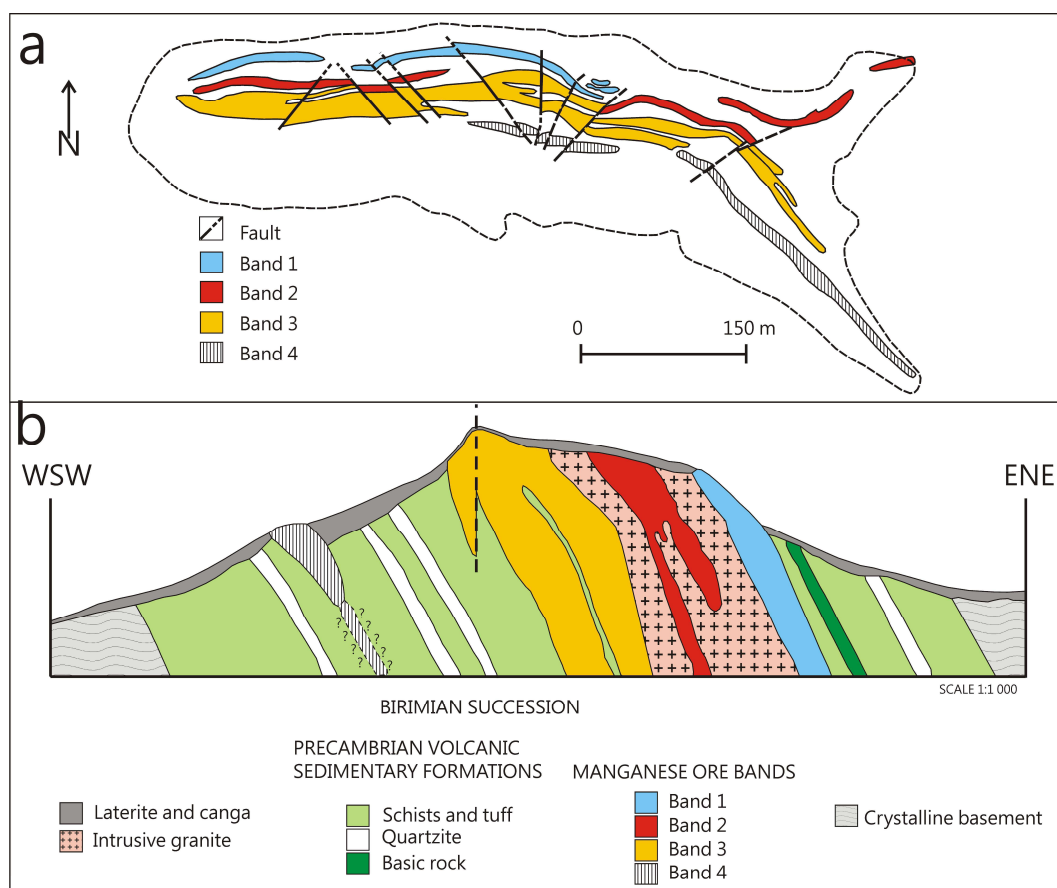 a
N
Fault
Band 1
Band 2
Band 3
Band 4
0 150 m
b
WSW
ENE
? ? ? ? ? ? ? ? ?
SCALE 1:1 000
BIRIMIAN SUCCESSION
PRECAMBRIAN VOLCANIC
SEDIMENTARY FORMATIONS
MANGANESE ORE BANDS
Laterite and canga
Intrusive granite
Schists and tuff
Quartzite
Basic rock
Band 1
Band 2
Band 3
Band 4
Crystalline basement